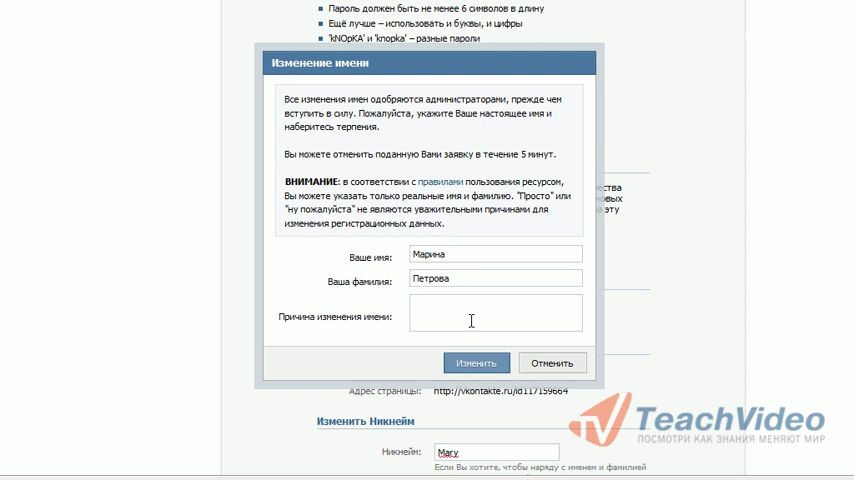 Пароль должен быть не менее 6 символов в длину
Ещё лучше – использовать и буквы, и цифры
'kNOpKA' и 'knopka' – разные пароли
Изменение имени
Все изменения имен одобряются администраторами, прежде чем
вступить в силу. Пожалуйста, укажите Ваше настоящее имя и
наберитесь терпения.
Вы можете отменить поданную Вами заявку в течение 5 минут.
ВНИМАНИЕ: в соответствии с правилами пользования ресурсом,
Вы можете указать только реальные имя и фамилию. "Просто" или
"ну пожалуйста" не являются уважительными причинами для
изменения регистрационных данных.
Ваше имя: Марина
Ваша фамилия: Петрова
Причина изменения имени:
Изменить Отменить
Адрес страницы: http://vkontakte.ru/id117159664
Изменить Никнейм
TeachVideo
ПОСМОТРИ КАК ЗНАНИЯ МЕНЯЮТ МИР
Никнейм: Mary
Если Вы хотите, чтобы наряду с именем и фамилией